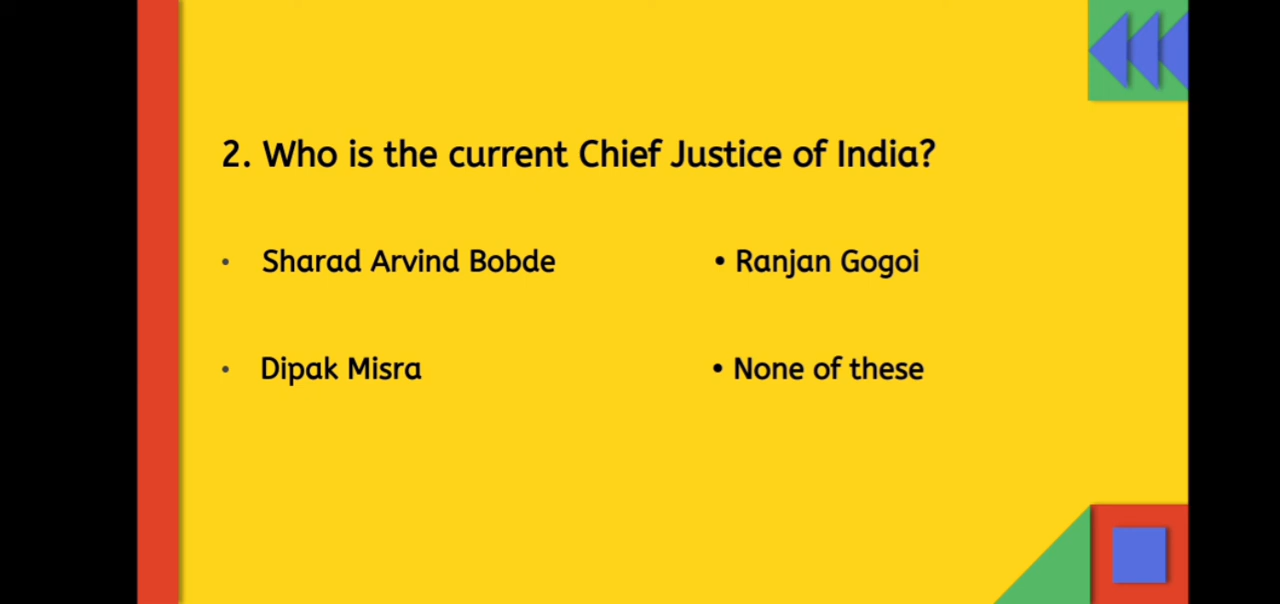 2. Who is the current Chief Justice of India?
• Sharad Arvind Bobde
• Ranjan Gogoi
• Dipak Misra
• None of these